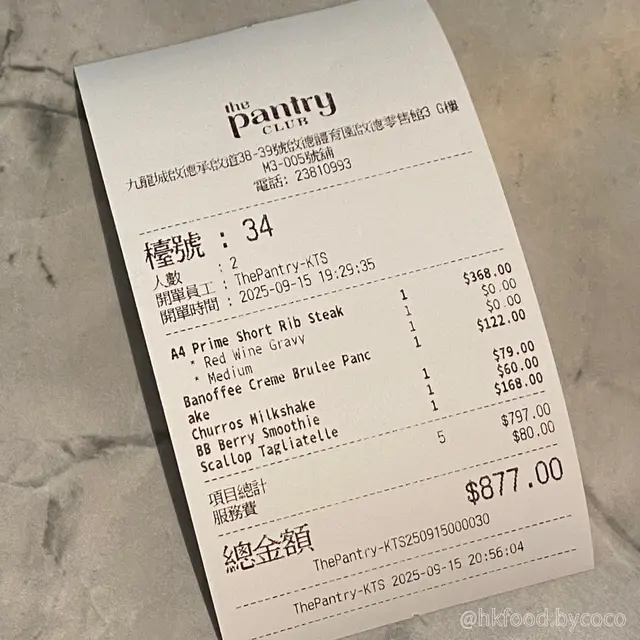 the
pantry
CLUB
九龍城啟德承啟道38-39號啟德體育園啟德零售館3 G樓
M3-005號舖
電話: 23810993
檯號 : 34
人數 : 2
開單員工 : ThePantry-KTS
開單時間 : 2025-09-15 19:29:35
A4 Prime Short Rib Steak 1 $368.00
* Red Wine Gravy 1 $0.00
* Medium 1 $0.00
Banoffee Creme Brulee Panc 1 $122.00
ake
Churros Milkshake 1 $79.00
BB Berry Smoothie 1 $60.00
Scallop Tagliatelle 1 $168.00
項目總計 5 $797.00
服務費 $80.00
總金額 $877.00
ThePantry-KTS250915000030
ThePantry-KTS 2025-09-15 20:56:04
@hkfood.bycoco